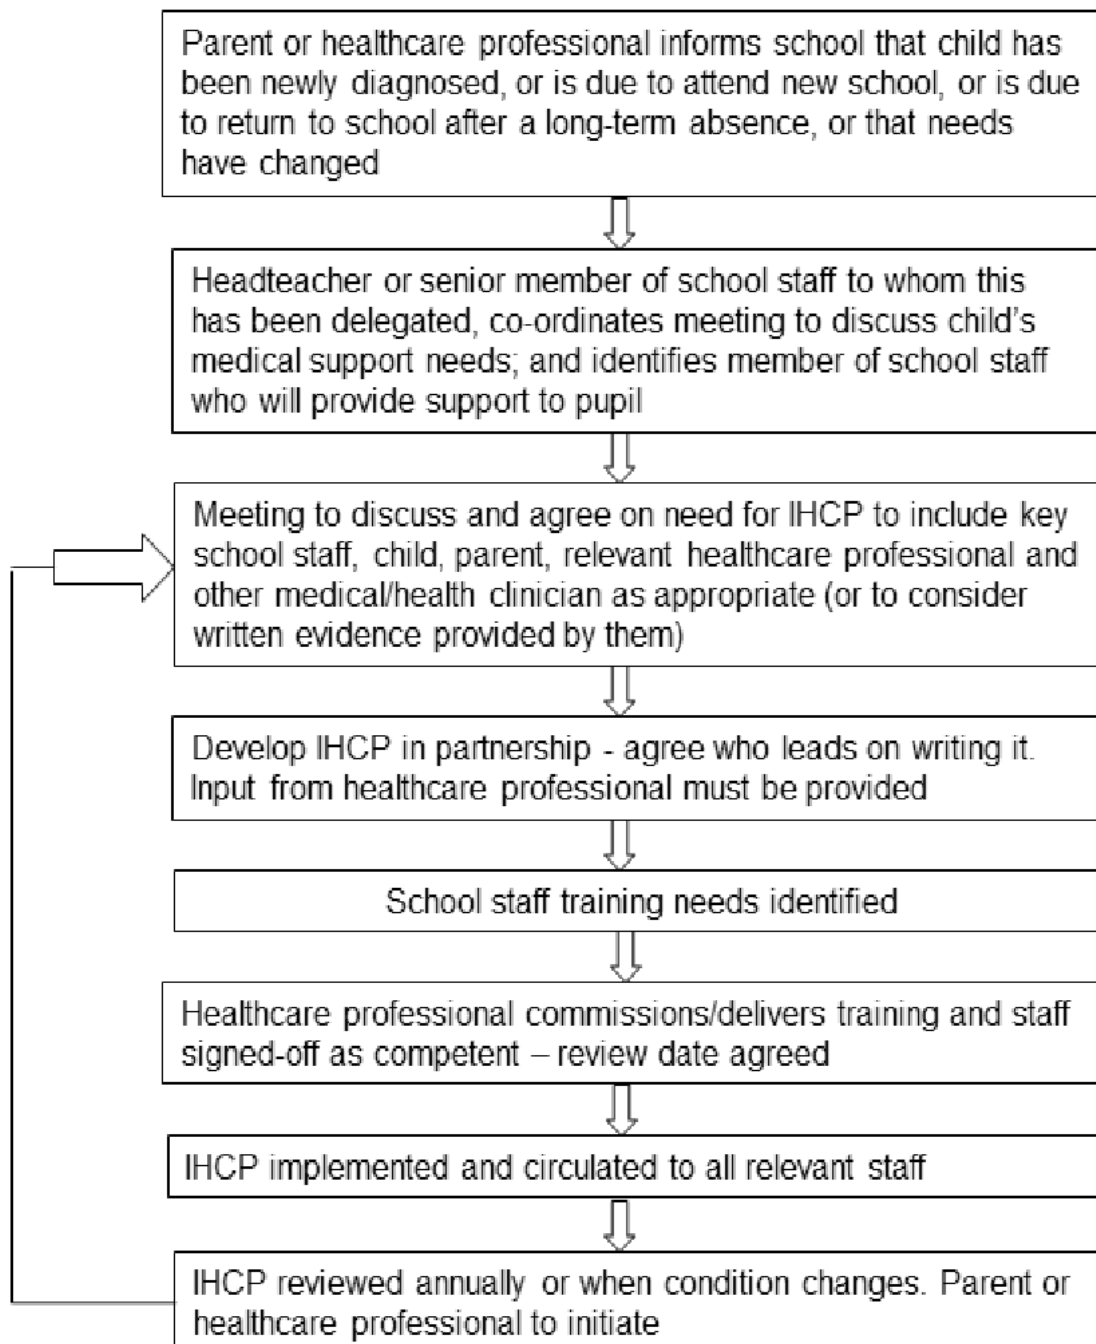 Parent or healthcare professional informs school that child has
been newly diagnosed, or is due to attend new school, or is due
to return to school after a long-term absence, or that needs
have changed
Headteacher or senior member of school staff to whom this
has been delegated, co-ordinates meeting to discuss child's
medical support needs; and identifies member of school staff
who will provide support to pupil
Meeting to discuss and agree on need for IHCP to include key
school staff, child, parent, relevant healthcare professional and
other medical/health clinician as appropriate (or to consider
written evidence provided by them)
Develop IHCP in partnership - agree who leads on writing it.
Input from healthcare professional must be provided
School staff training needs identified
Healthcare professional commissions/delivers training and staff
signed-off as competent – review date agreed
IHCP implemented and circulated to all relevant staff
IHCP reviewed annually or when condition changes. Parent or
healthcare professional to initiate